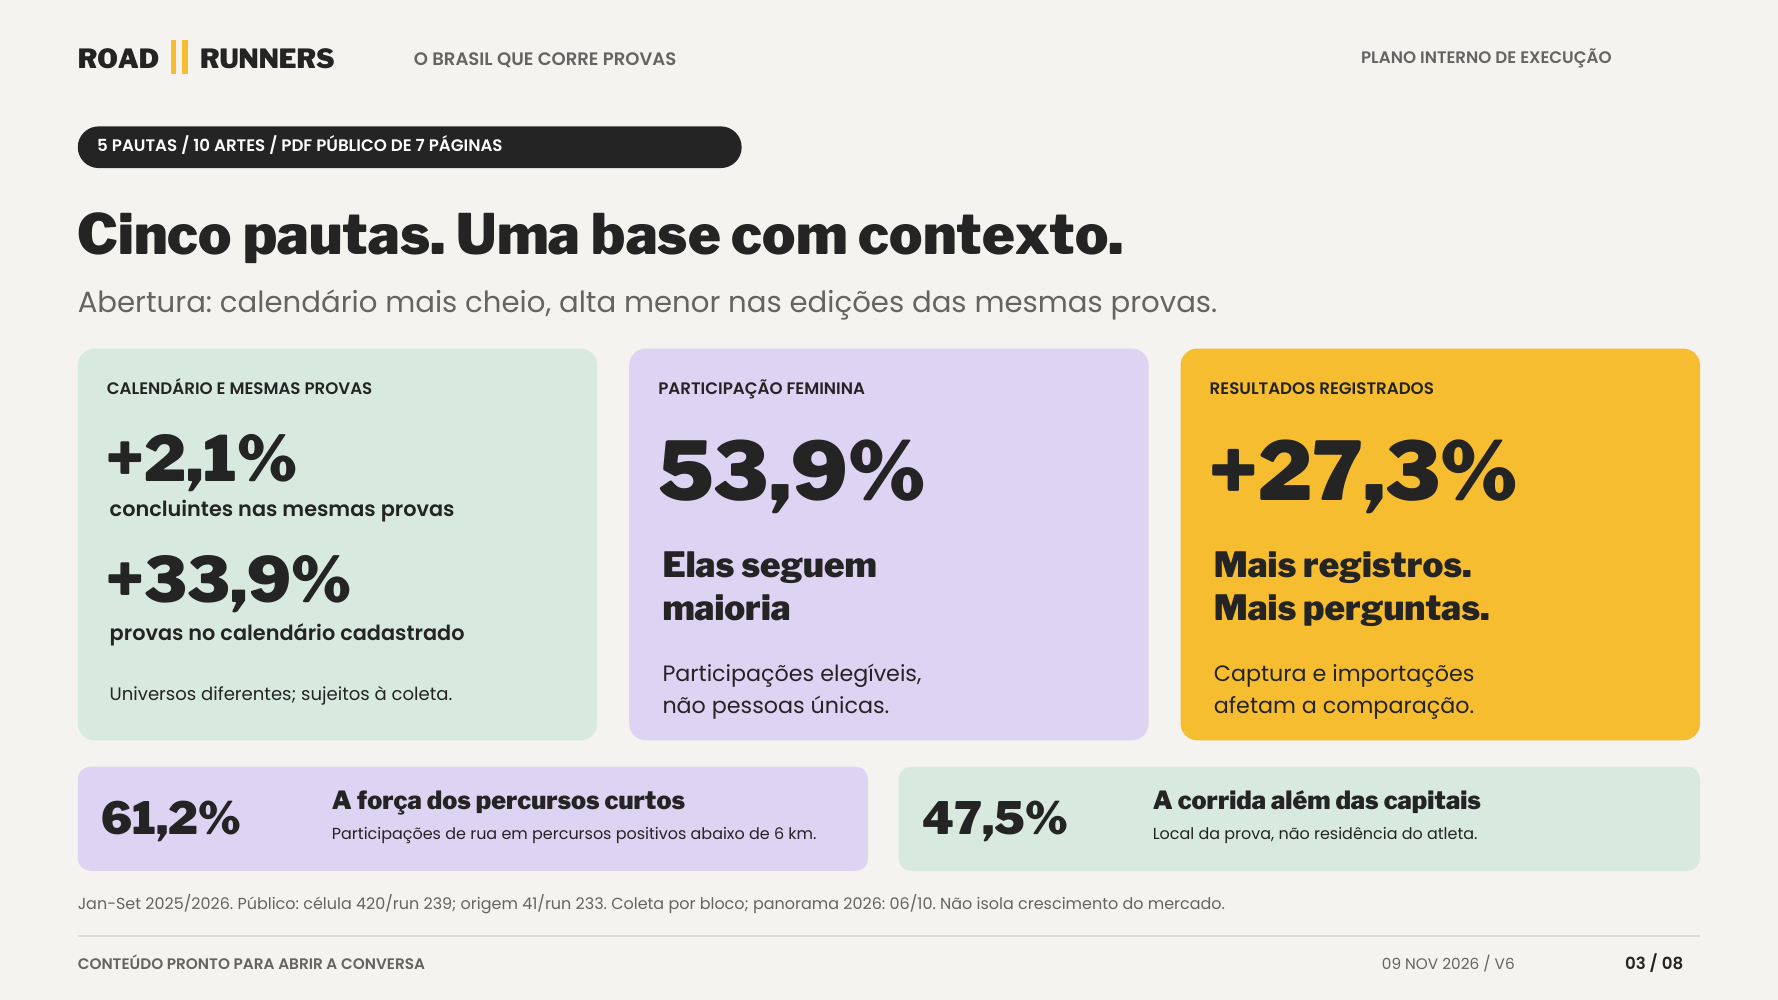 ROAD RUNNERS
O BRASIL QUE CORRE PROVAS
PLANO INTERNO DE EXECUÇÃO
5 PAUTAS / 10 ARTES / PDF PÚBLICO DE 7 PÁGINAS
Cinco pautas. Uma base com contexto.
Abertura: calendário mais cheio, alta menor nas edições das mesmas provas.
CALENDÁRIO E MESMAS PROVAS
+2,1%
concluintes nas mesmas provas
+33,9%
provas no calendário cadastrado
Universos diferentes; sujeitos à coleta.
PARTICIPAÇÃO FEMININA
53,9%
Elas seguem
maioria
Participações elegíveis,
não pessoas únicas.
RESULTADOS REGISTRADOS
+27,3%
Mais registros.
Mais perguntas.
Captura e importações
afetam a comparação.
61,2%
A força dos percursos curtos
Participações de rua em percursos positivos abaixo de 6 km.
47,5%
A corrida além das capitais
Local da prova, não residência do atleta.
Jan-Set 2025/2026. Público: célula 420/run 239; origem 41/run 233. Coleta por bloco; panorama 2026: 06/10. Não isola crescimento do mercado.
CONTEÚDO PRONTO PARA ABRIR A CONVERSA
09 NOV 2026 / V6
03 / 08